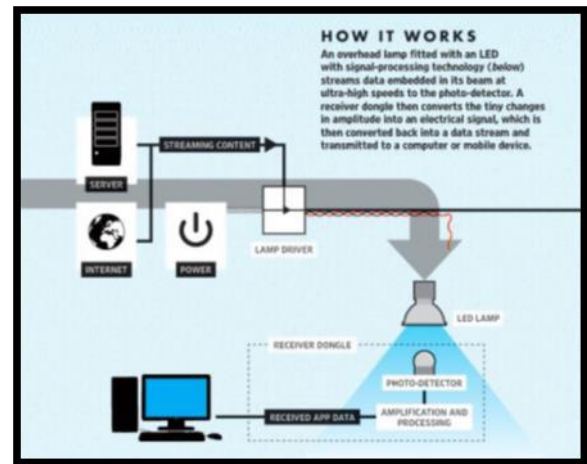 HOW IT WORKS
An overhead lamp fitted with an LED
with signal-processing technology (below)
streams data embedded in its beam at
ultra-high speeds to the photo-detector. A
receiver dongle then converts the tiny changes
in amplitude into an electrical signal, which is
then converted back into a data stream and
transmitted to a computer or mobile device.
STREAMING CONTENT
SERVER
INTERNET
POWER
LAMP DRIVER
LED LAMP
RECEIVER DONGLE
PHOTO-DETECTOR
RECEIVED APP DATA
AMPLIFICATION AND
PROCESSING